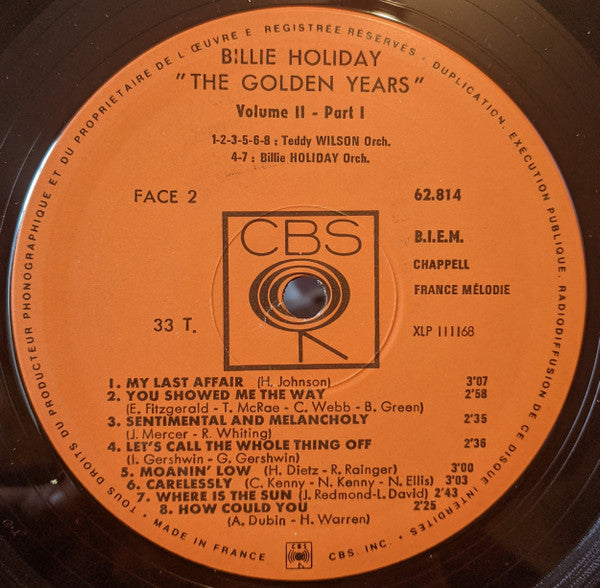 TOUS DROITS DU PRODUCTEUR PHONOGRAPHIQUE ET DU PROPRIETAIRE DE L'ŒUVRE ENREGISTRÉE RESERVES - DUPLICATION, EXECUTION PUBLIQUE, RADIODIFFUSION DE CE DISQUE INTERDITES
BILLIE HOLIDAY
"THE GOLDEN YEARS"
Volume II - Part I
1-2-3-5-6-8 : Teddy WILSON Orch.
4-7 : Billie HOLIDAY Orch.
FACE 2
62.814
CBS
B.I.E.M.
CHAPPELL
FRANCE MÉLODIE
33 T.
XLP 111168
1. MY LAST AFFAIR (H. Johnson) 3'07
2. YOU SHOWED ME THE WAY 2'58
(E. Fitzgerald - T. McRae - C. Webb - B. Green)
3. SENTIMENTAL AND MELANCHOLY 2'35
(J. Mercer - R. Whiting)
4. LET'S CALL THE WHOLE THING OFF 2'36
(I. Gershwin - G. Gershwin)
5. MOANIN' LOW (H. Dietz - R. Rainger) 3'00
6. CARELESSLY (C. Kenny - N. Kenny - N. Ellis) 3'03
7. WHERE IS THE SUN (J. Redmond-L. David) 2'43
8. HOW COULD YOU 2'25
(A. Dubin - H. Warren)
MADE IN FRANCE
CBS
CBS. INC.